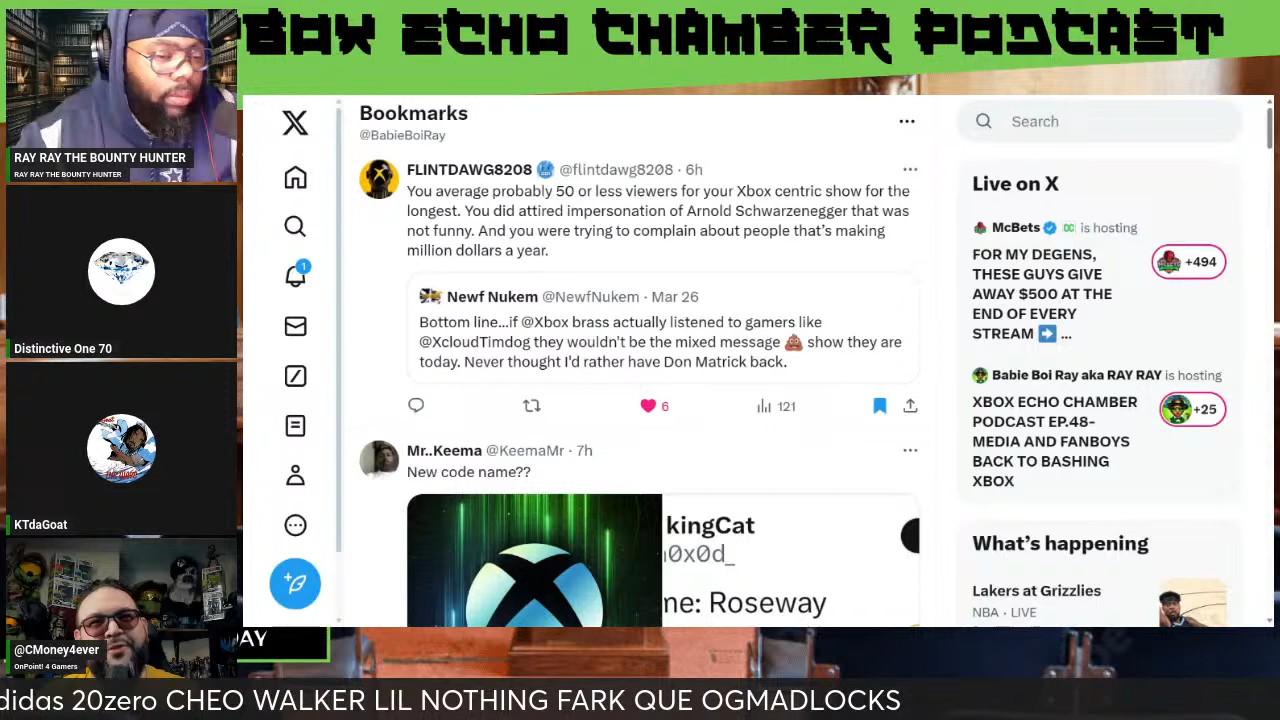 XBOX ECHO CHAMBER PODCAST
RAY RAY THE BOUNTY HUNTER
RAY RAY THE BOUNTY HUNTER
Distinctive One 70
KTdaGoat
@CMoney4ever
OnPoint! 4 Gamers
AY
Bookmarks
@BabieBoiRay
FLINTDAWG8208 @flintdawg8208 · 6h
You average probably 50 or less viewers for your Xbox centric show for the
longest. You did attired impersonation of Arnold Schwarzenegger that was
not funny. And you were trying to complain about people that's making
million dollars a year.
Newf Nukem @NewfNukem · Mar 26
Bottom line...if @Xbox brass actually listened to gamers like
@XcloudTimdog they wouldn't be the mixed message 💩 show they are
today. Never thought I'd rather have Don Matrick back.
6
121
Mr..Keema @KeemaMr · 7h
New code name??
kingCat
0x0d_
me: Roseway
1
Search
Live on X
McBets is hosting
FOR MY DEGENS,
THESE GUYS GIVE
AWAY $500 AT THE
END OF EVERY
STREAM ➡️ ...
+494
Babie Boi Ray aka RAY RAY is hosting
XBOX ECHO CHAMBER
PODCAST EP.48-
MEDIA AND FANBOYS
BACK TO BASHING
XBOX
+25
What's happening
Lakers at Grizzlies
NBA · LIVE
didas 20zero CHEO WALKER LIL NOTHING FARK QUE OGMADLOCKS